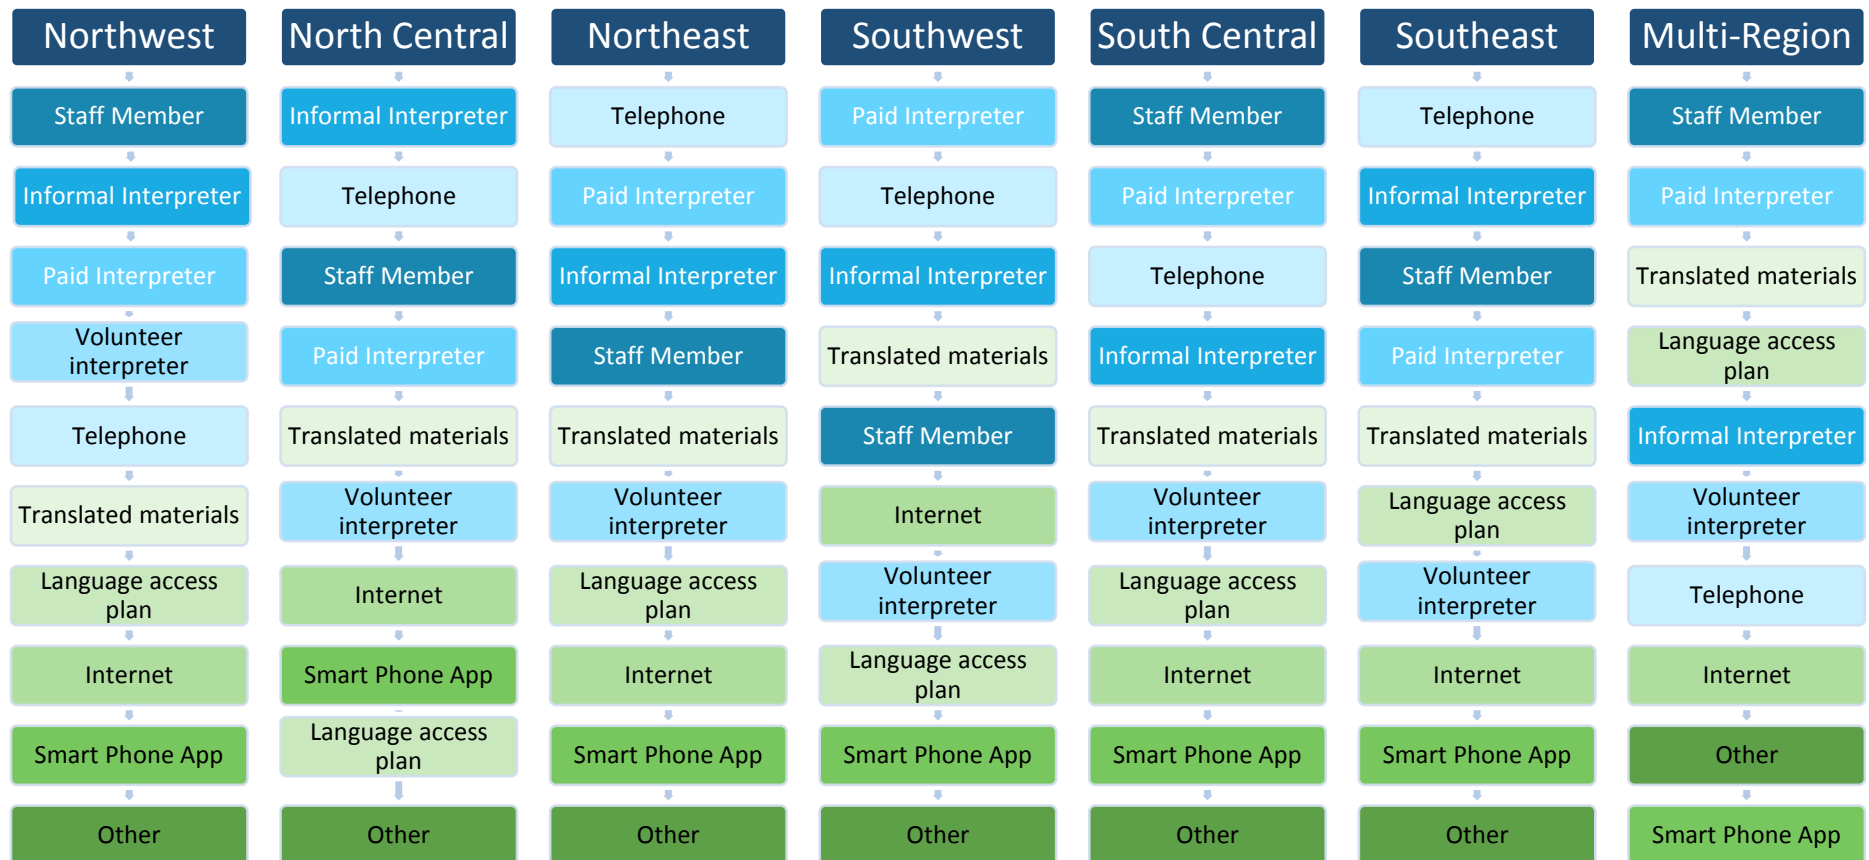 Northwest
Staff Member
Informal Interpreter
Paid Interpreter
Volunteer
interpreter
Telephone
Translated materials
Language access
plan
Internet
Smart Phone App
Other
North Central
Informal Interpreter
Telephone
Staff Member
Paid Interpreter
Translated materials
Volunteer
interpreter
Internet
Smart Phone App
Language access
plan
Other
Northeast
Telephone
Paid Interpreter
Informal Interpreter
Staff Member
Translated materials
Volunteer
interpreter
Language access
plan
Internet
Smart Phone App
Other
Southwest
Paid Interpreter
Telephone
Informal Interpreter
Translated materials
Staff Member
Internet
Volunteer
interpreter
Language access
plan
Smart Phone App
Other
South Central
Staff Member
Paid Interpreter
Telephone
Informal Interpreter
Translated materials
Volunteer
interpreter
Language access
plan
Internet
Smart Phone App
Other
Southeast
Telephone
Informal Interpreter
Staff Member
Paid Interpreter
Translated materials
Language access
plan
Volunteer
interpreter
Internet
Smart Phone App
Other
Multi-Region
Staff Member
Paid Interpreter
Translated materials
Language access
plan
Informal Interpreter
Volunteer
interpreter
Telephone
Internet
Other
Smart Phone App